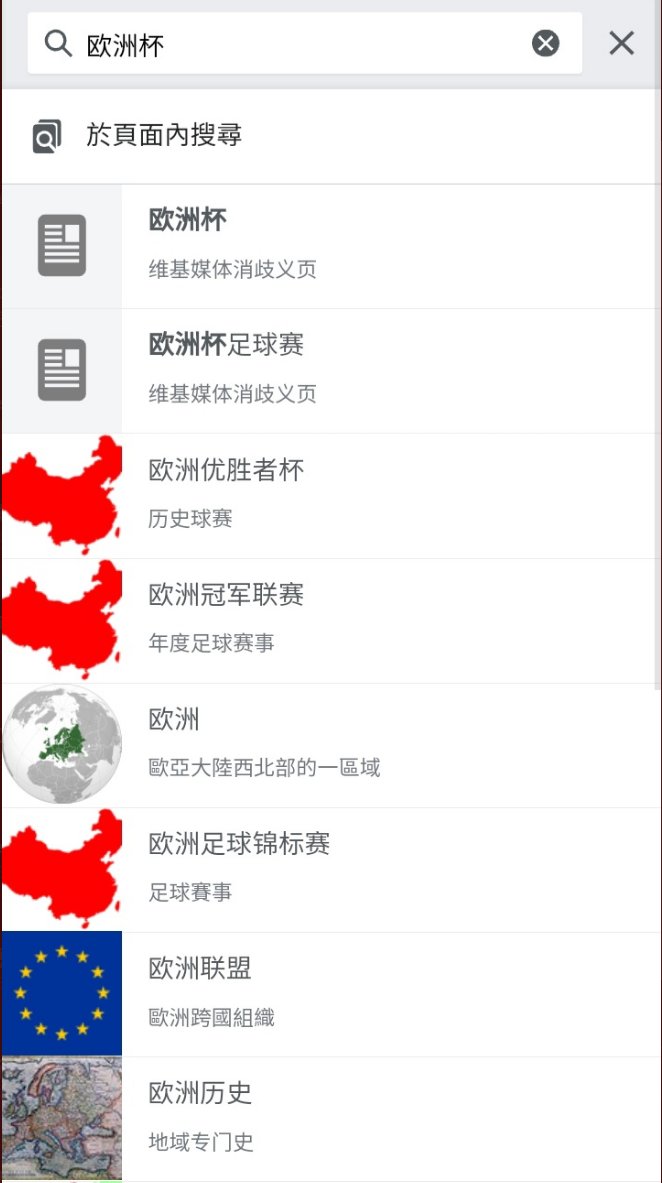 欧洲杯
於頁面內搜尋
欧洲杯
维基媒体消歧义页
欧洲杯足球赛
维基媒体消歧义页
欧洲优胜者杯
历史球赛
欧洲冠军联赛
年度足球赛事
欧洲
歐亞大陸西北部的一區域
欧洲足球锦标赛
足球賽事
欧洲联盟
歐洲跨國組織
欧洲历史
地域专门史